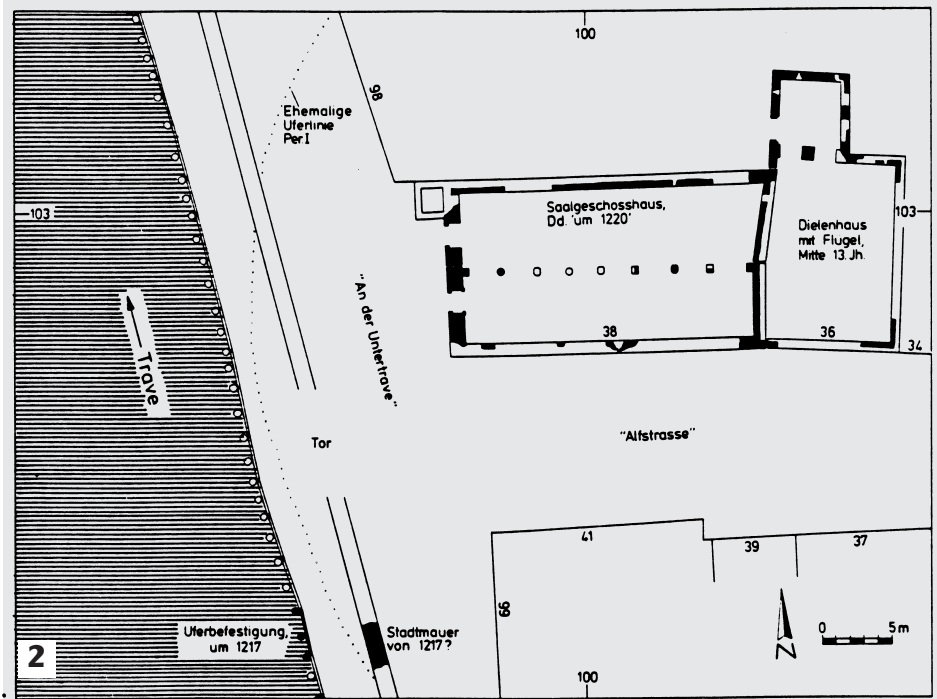 100
98
Ehemalige
Uferlinie
Per.I
103
Saalgeschosshaus,
Dd. 'um 1220'
Dielenhaus
mit Flugel,
Mitte 13.Jh.
103
"An der Untertrave"
Trave
38
36
34
Tor
"Alfstrasse"
41
39
37
99
Uferbefestigung,
um 1217
Stadtmauer
von 1217?
N
0 5m
2
100